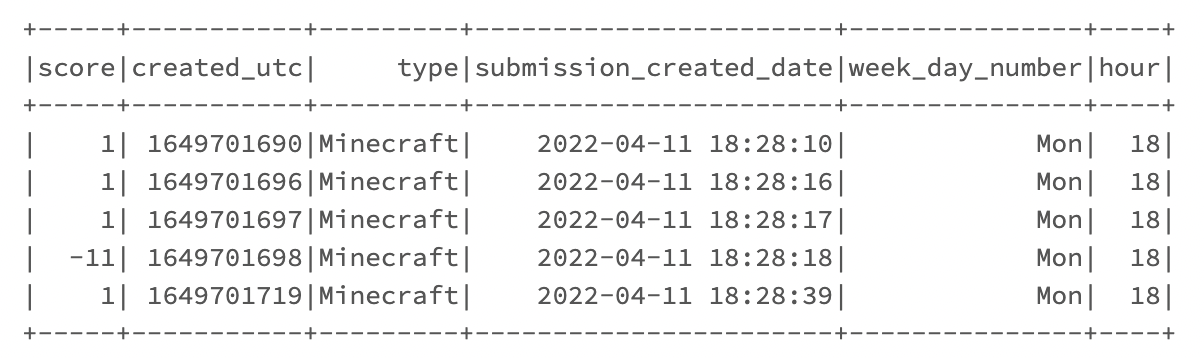 +-----+-----------+---------+-----------------------+---------------+----+
|score|created_utc|     type|submission_created_date|week_day_number|hour|
+-----+-----------+---------+-----------------------+---------------+----+
|    1| 1649701690|Minecraft|    2022-04-11 18:28:10|            Mon|  18|
|    1| 1649701696|Minecraft|    2022-04-11 18:28:16|            Mon|  18|
|    1| 1649701697|Minecraft|    2022-04-11 18:28:17|            Mon|  18|
|  -11| 1649701698|Minecraft|    2022-04-11 18:28:18|            Mon|  18|
|    1| 1649701719|Minecraft|    2022-04-11 18:28:39|            Mon|  18|
+-----+-----------+---------+-----------------------+---------------+----+